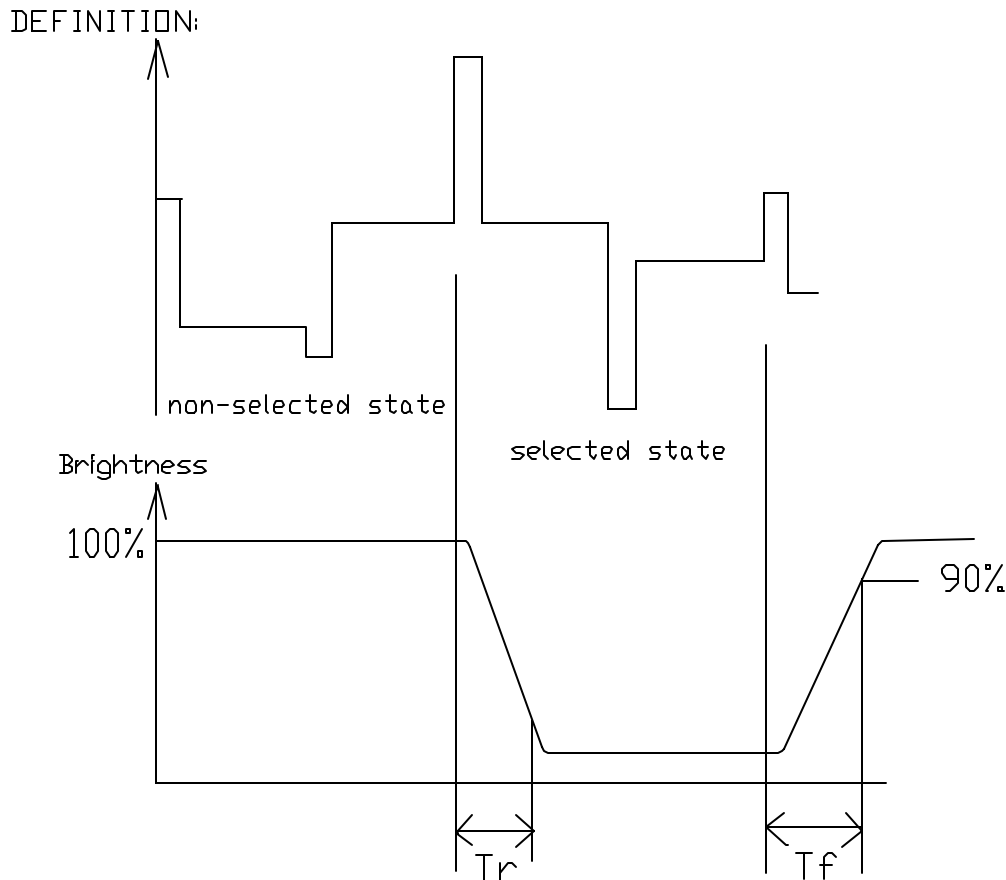 DEFINITION:
non-selected state
selected state
Brightness
100%
90%
Tr
Tf